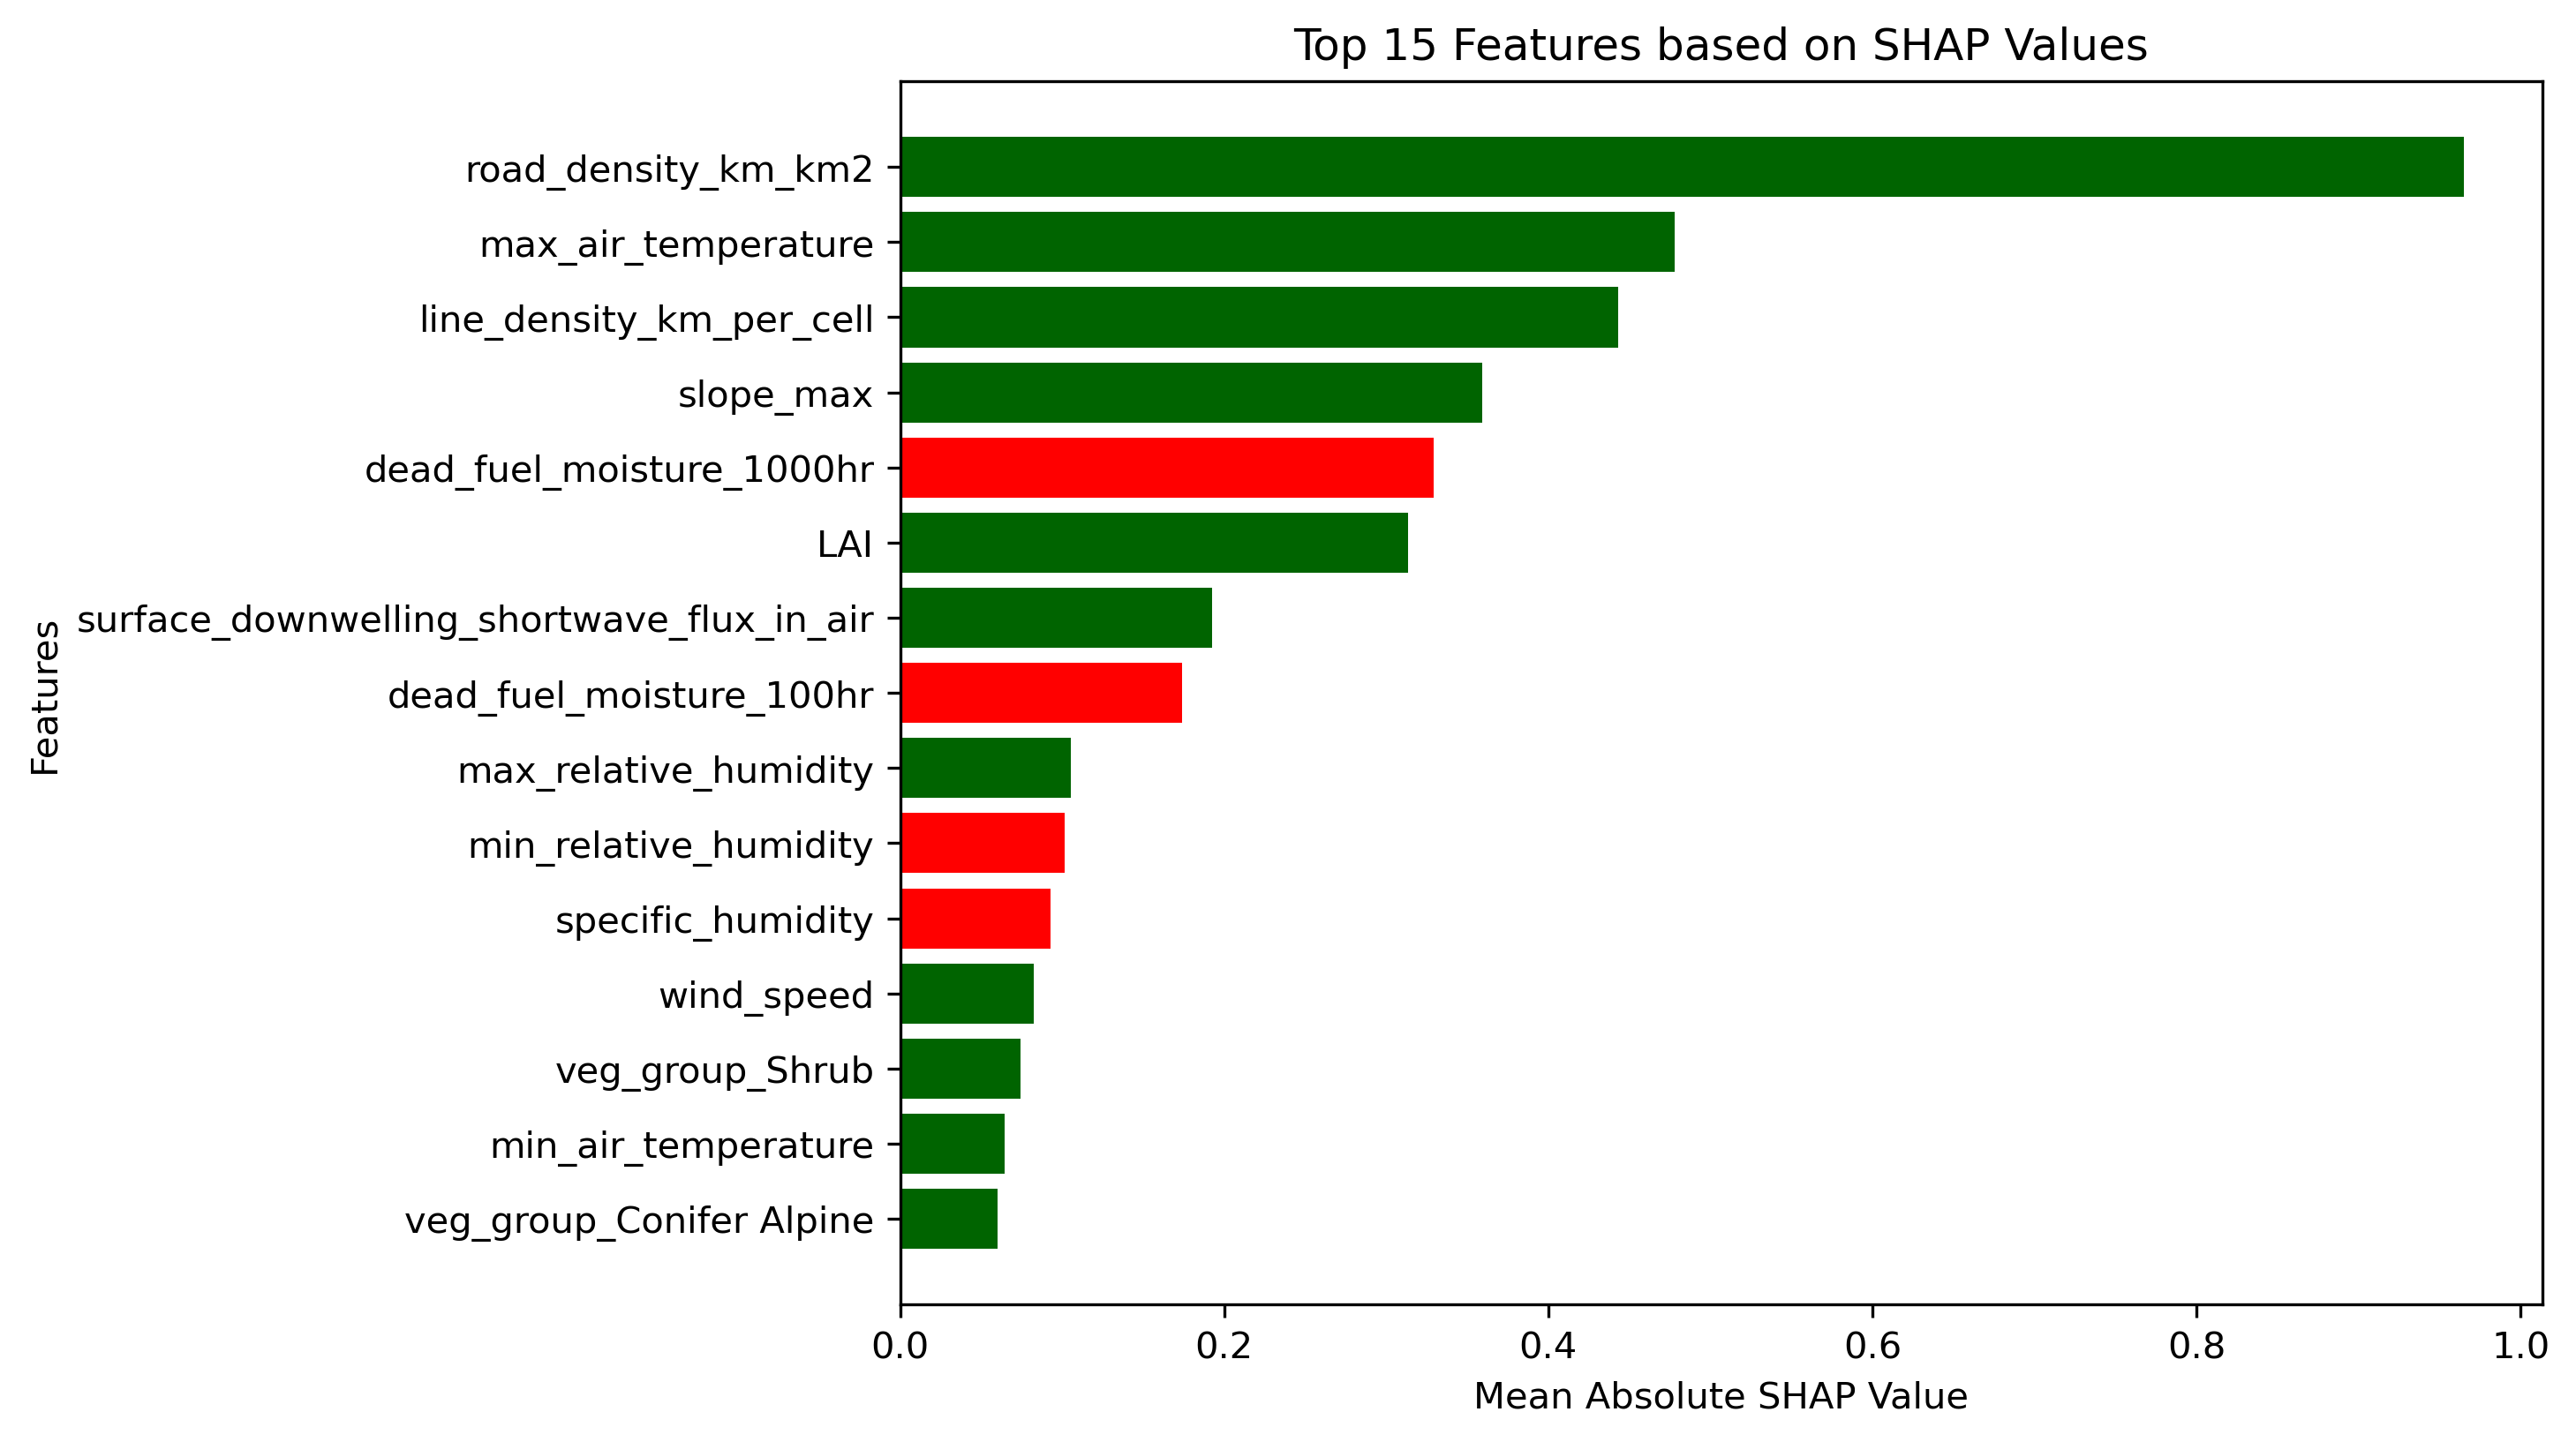 Top 15 Features based on SHAP Values
Features
road_density_km_km2
max_air_temperature
line_density_km_per_cell
slope_max
dead_fuel_moisture_1000hr
LAI
surface_downwelling_shortwave_flux_in_air
dead_fuel_moisture_100hr
max_relative_humidity
min_relative_humidity
specific_humidity
wind_speed
veg_group_Shrub
min_air_temperature
veg_group_Conifer Alpine
0.0 0.2 0.4 0.6 0.8 1.0
Mean Absolute SHAP Value